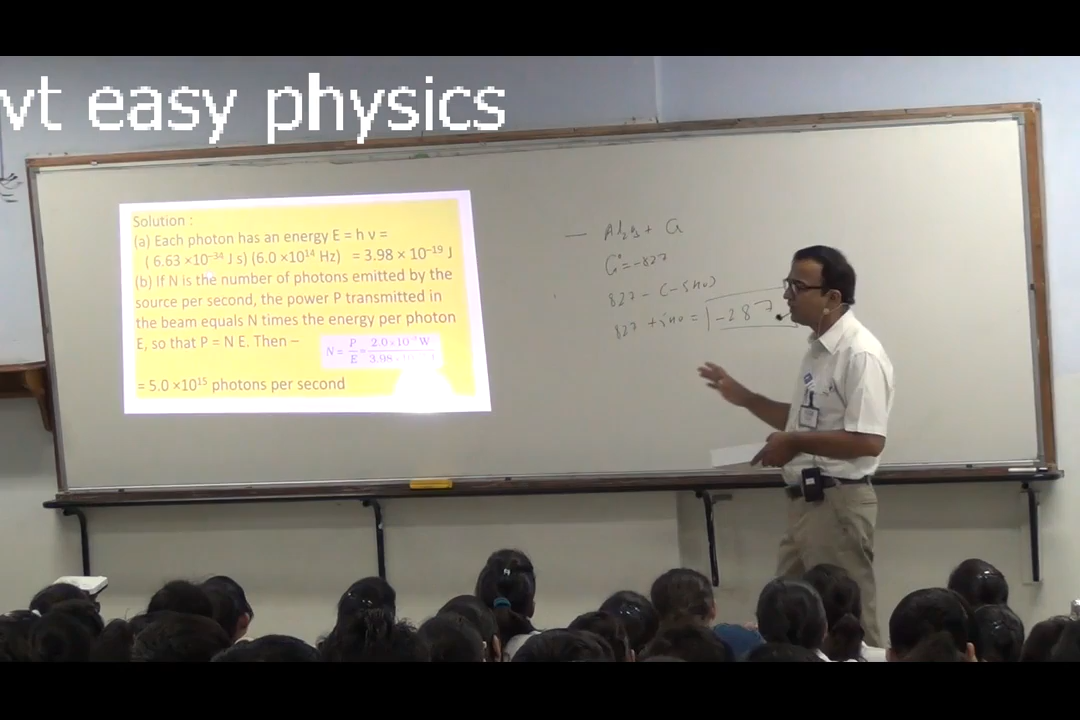 vt easy physics
Solution :
(a) Each photon has an energy E = h ν =
( 6.63 ×10⁻³⁴ J s) (6.0 ×10¹⁴ Hz) = 3.98 × 10⁻¹⁹ J
(b) If N is the number of photons emitted by the
source per second, the power P transmitted in
the beam equals N times the energy per photon
E, so that P = N E. Then –
N = P/E = 2.0×10 W / 3.98×10
= 5.0 ×10¹⁵ photons per second
G° = -827
827 -
827 + = -287